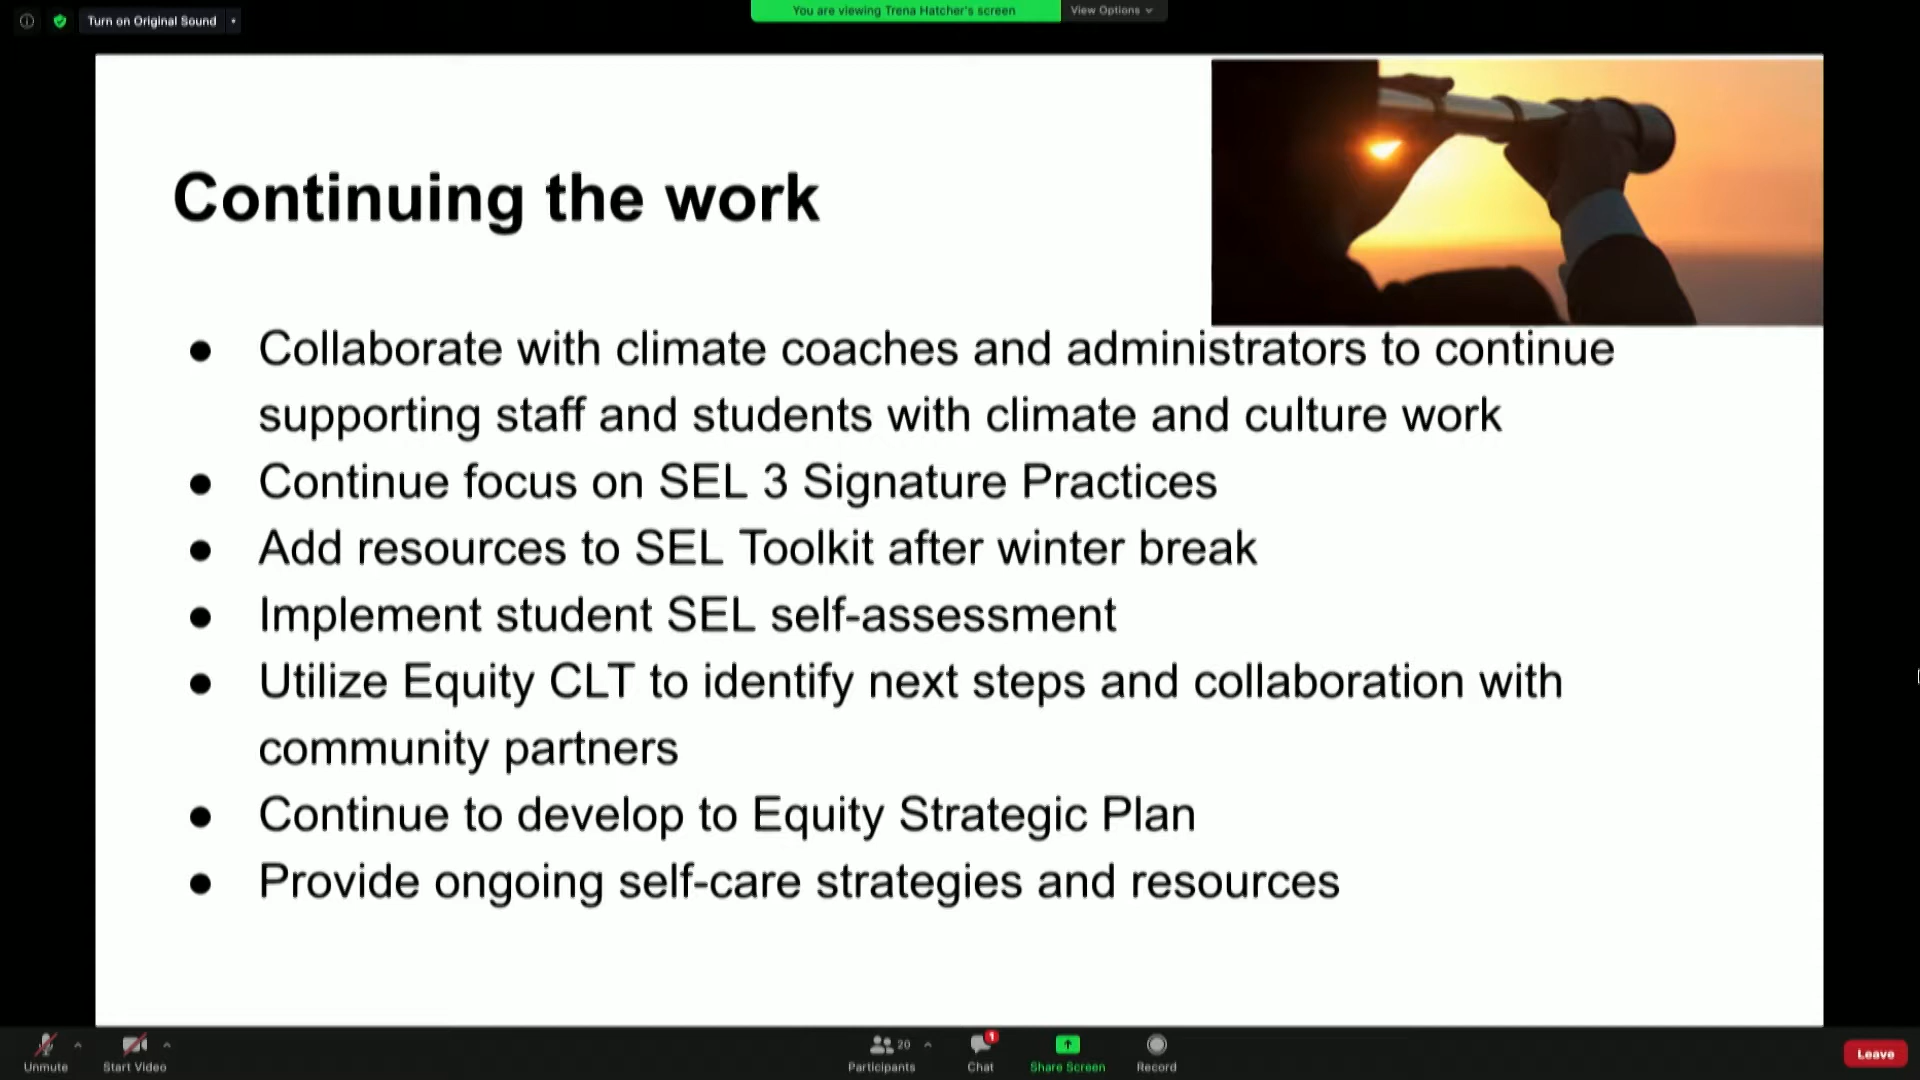 Turn on Original Sound
You are viewing Trena Hatcher's screen
View Options
Continuing the work
● Collaborate with climate coaches and administrators to continue
supporting staff and students with climate and culture work
● Continue focus on SEL 3 Signature Practices
● Add resources to SEL Toolkit after winter break
● Implement student SEL self-assessment
● Utilize Equity CLT to identify next steps and collaboration with
community partners
● Continue to develop to Equity Strategic Plan
● Provide ongoing self-care strategies and resources
Unmute
Start Video
20
Participants
1
Chat
Share Screen
Record
Leave